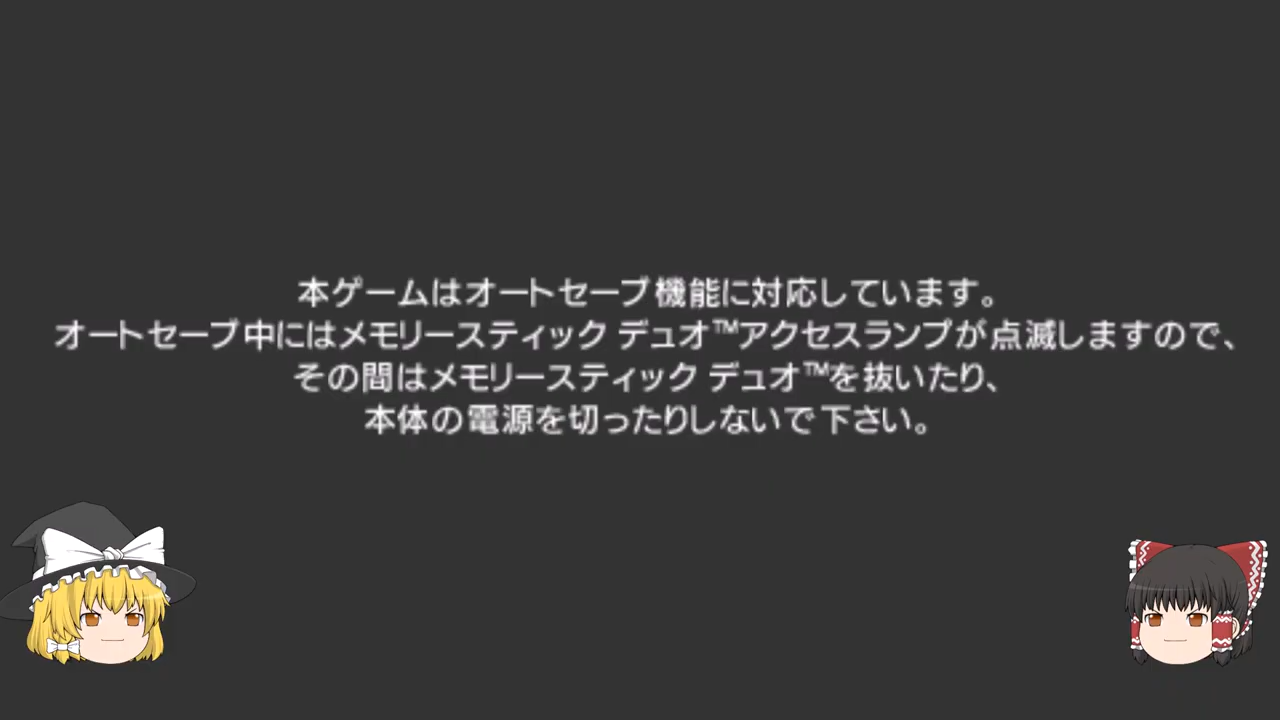 本ゲームはオートセーブ機能に対応しています。
オートセーブ中にはメモリースティック デュオ™アクセスランプが点滅しますので、
その間はメモリースティック デュオ™を抜いたり、
本体の電源を切ったりしないで下さい。